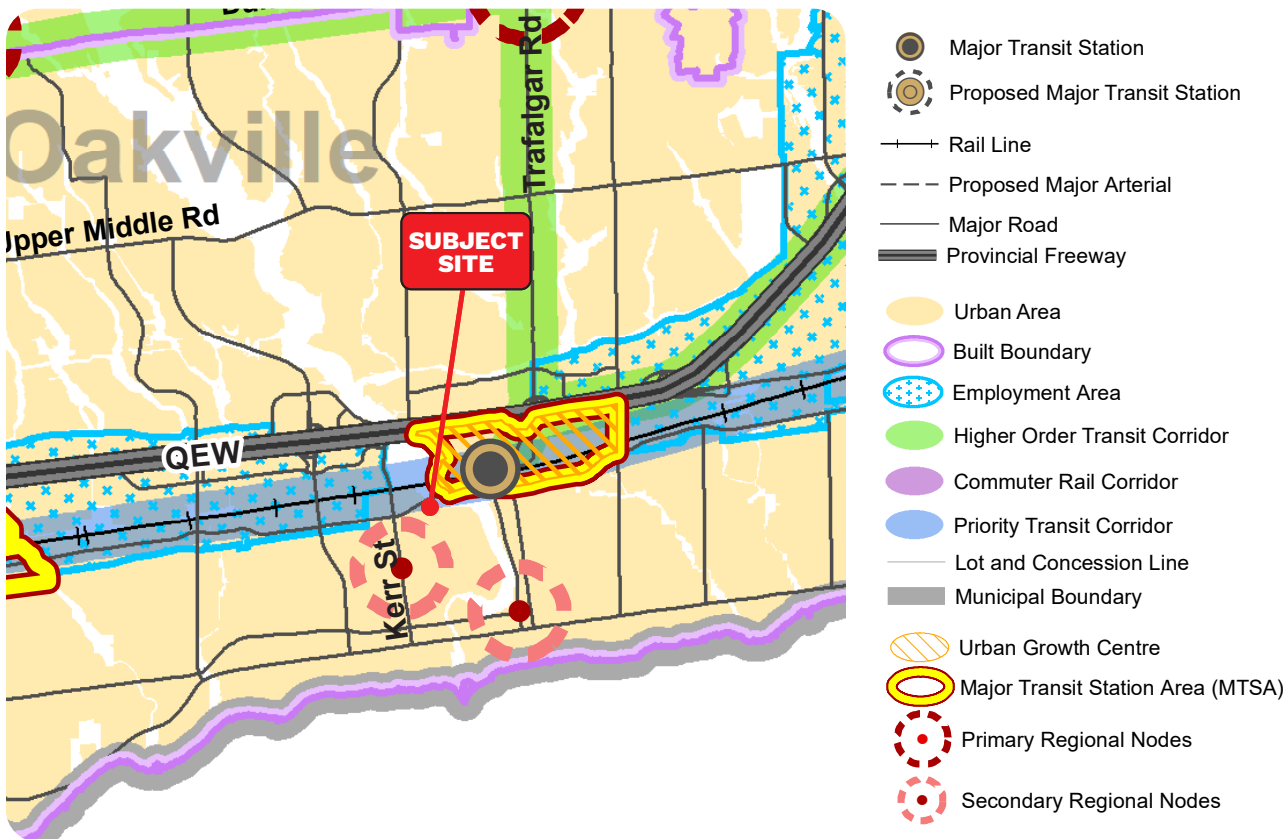 Trafalgar Rd
Oakville
Upper Middle Rd
SUBJECT
SITE
QEW
Kerr St
Major Transit Station
Proposed Major Transit Station
Rail Line
Proposed Major Arterial
Major Road
Provincial Freeway
Urban Area
Built Boundary
Employment Area
Higher Order Transit Corridor
Commuter Rail Corridor
Priority Transit Corridor
Lot and Concession Line
Municipal Boundary
Urban Growth Centre
Major Transit Station Area (MTSA)
Primary Regional Nodes
Secondary Regional Nodes